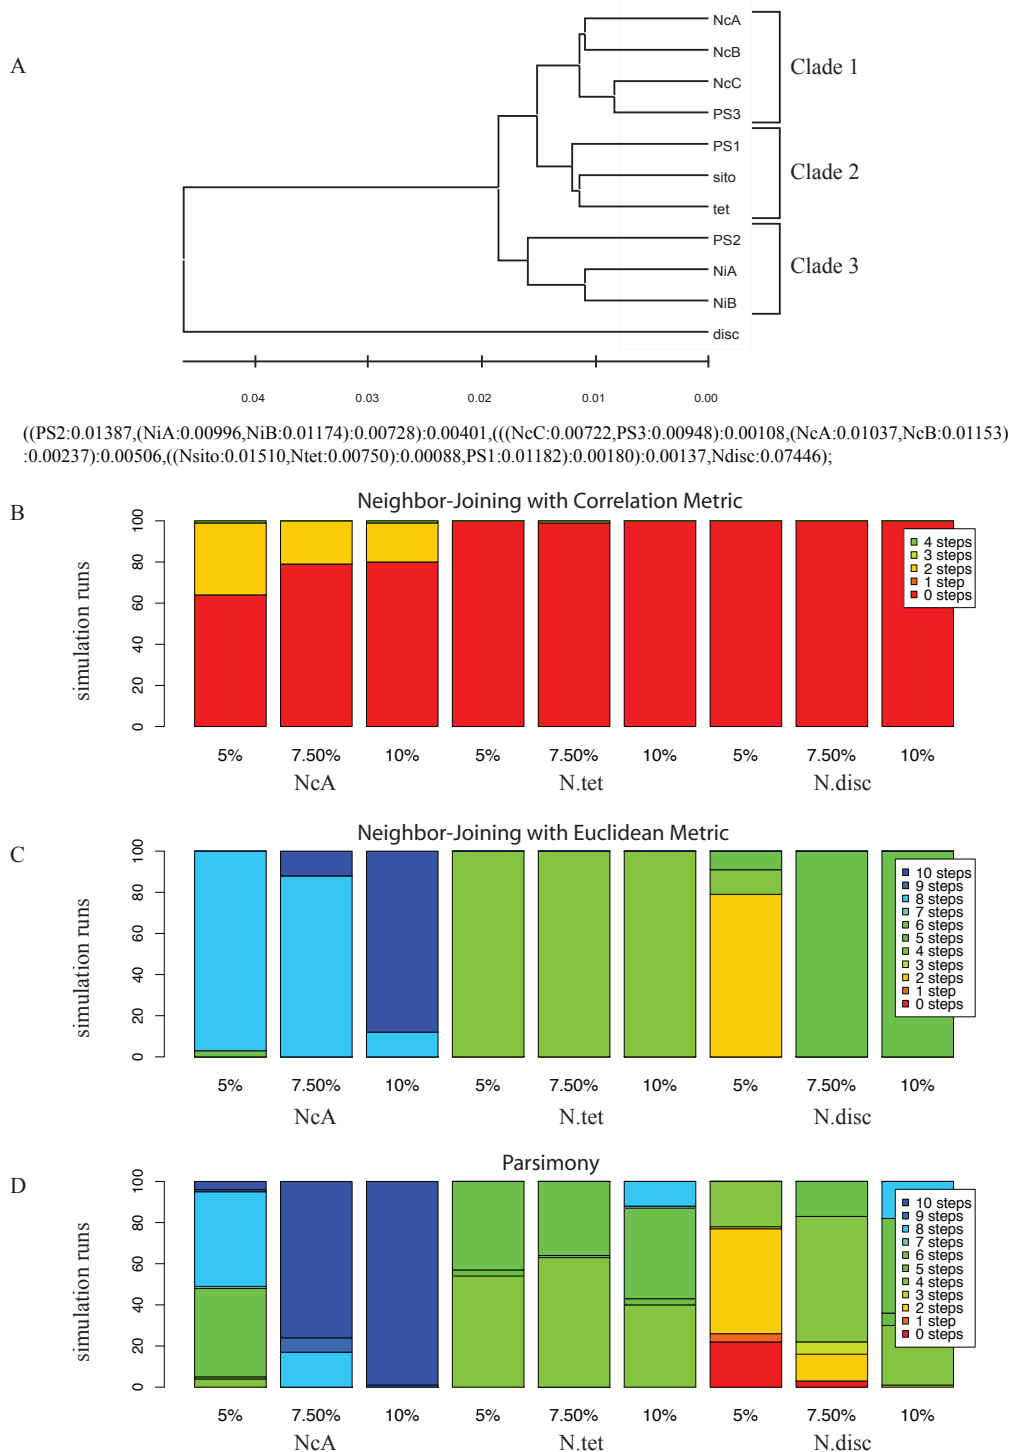 A
NcA
NcB
NcC
PS3
PS1
sito
tet
PS2
NiA
NiB
disc
Clade 1
Clade 2
Clade 3
0.04 0.03 0.02 0.01 0.00
((PS2:0.01387,(NiA:0.00996,NiB:0.01174):0.00728):0.00401,(((NcC:0.00722,PS3:0.00948):0.00108,(NcA:0.01037,NcB:0.01153)
:0.00237):0.00506,((Nsito:0.01510,Ntet:0.00750):0.00088,PS1:0.01182):0.00180):0.00137,Ndisc:0.07446);
B
Neighbor-Joining with Correlation Metric
simulation runs
100
80
60
40
20
0
4 steps
3 steps
2 steps
1 step
0 steps
5% 7.50% 10% 5% 7.50% 10% 5% 7.50% 10%
NcA N.tet N.disc
C
Neighbor-Joining with Euclidean Metric
simulation runs
100
80
60
40
20
0
10 steps
9 steps
8 steps
7 steps
6 steps
5 steps
4 steps
3 steps
2 steps
1 step
0 steps
5% 7.50% 10% 5% 7.50% 10% 5% 7.50% 10%
NcA N.tet N.disc
D
Parsimony
simulation runs
100
80
60
40
20
0
10 steps
9 steps
8 steps
7 steps
6 steps
5 steps
4 steps
3 steps
2 steps
1 step
0 steps
5% 7.50% 10% 5% 7.50% 10% 5% 7.50% 10%
NcA N.tet N.disc